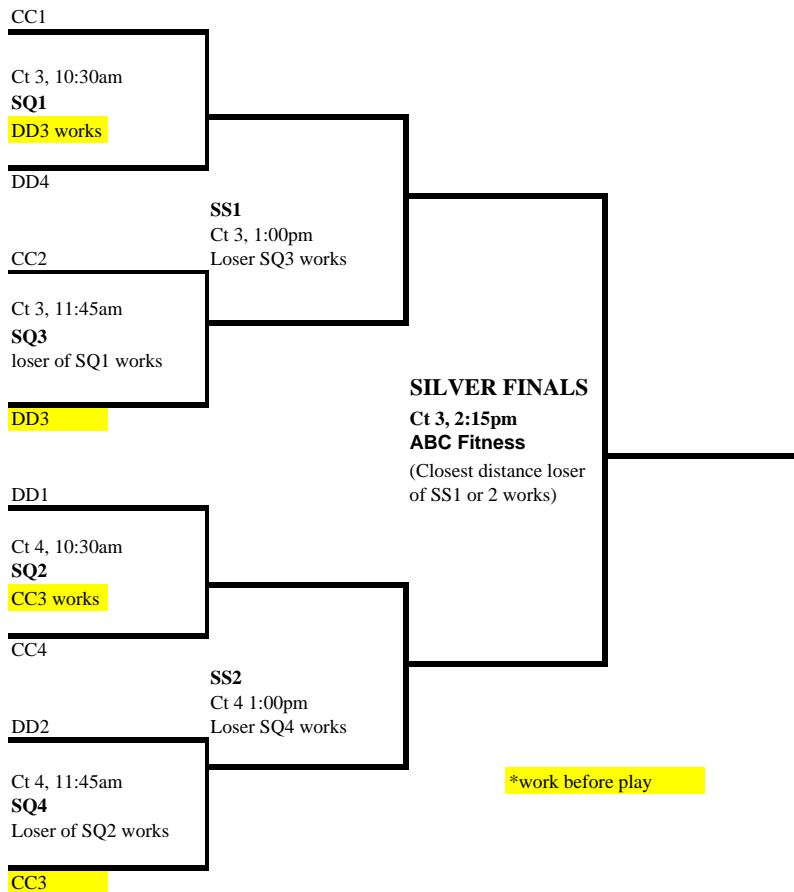 CC1
Ct 3, 10:30am
SQ1
DD3 works
DD4
SS1
Ct 3, 1:00pm
Loser SQ3 works
CC2
Ct 3, 11:45am
SQ3
loser of SQ1 works
DD3
SILVER FINALS
Ct 3, 2:15pm
ABC Fitness
(Closest distance loser
of SS1 or 2 works)
DD1
Ct 4, 10:30am
SQ2
CC3 works
CC4
SS2
Ct 4 1:00pm
Loser SQ4 works
DD2
Ct 4, 11:45am
SQ4
Loser of SQ2 works
CC3
*work before play